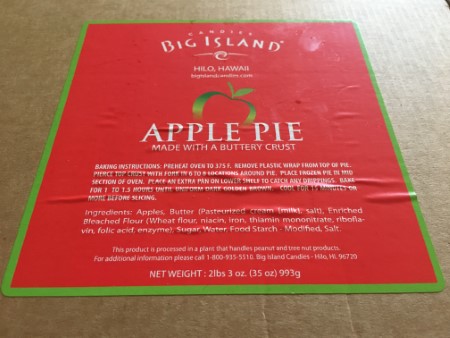 CANDIES
BIG ISLAND®
HILO, HAWAII
bigislandcandies.com
APPLE PIE
MADE WITH A BUTTERY CRUST
BAKING INSTRUCTIONS: PREHEAT OVEN TO 375 F. REMOVE PLASTIC WRAP FROM TOP OF PIE.
PIERCE TOP CRUST WITH FORK IN 6 TO 8 LOCATIONS AROUND PIE. PLACE FROZEN PIE IN MID
SECTION OF OVEN. PLACE AN EXTRA PAN ON LOWER SHELF TO CATCH ANY DRIPPINGS. BAKE
FOR 1 TO 1.5 HOURS UNTIL UNIFORM DARK GOLDEN BROWN. COOL FOR 15 MINUTES OR
MORE BEFORE SLICING.
Ingredients: Apples, Butter (Pasteurized cream (milk), salt), Enriched
Bleached Flour (Wheat flour, niacin, iron, thiamin mononitrate, ribofla-
vin, folic acid, enzyme), Sugar, Water, Food Starch - Modified, Salt.
This product is processed in a plant that handles peanut and tree nut products.
For additional information please call 1-800-935-5510. Big Island Candies - Hilo, HI, 96720
NET WEIGHT : 2lbs 3 oz. (35 oz) 993g